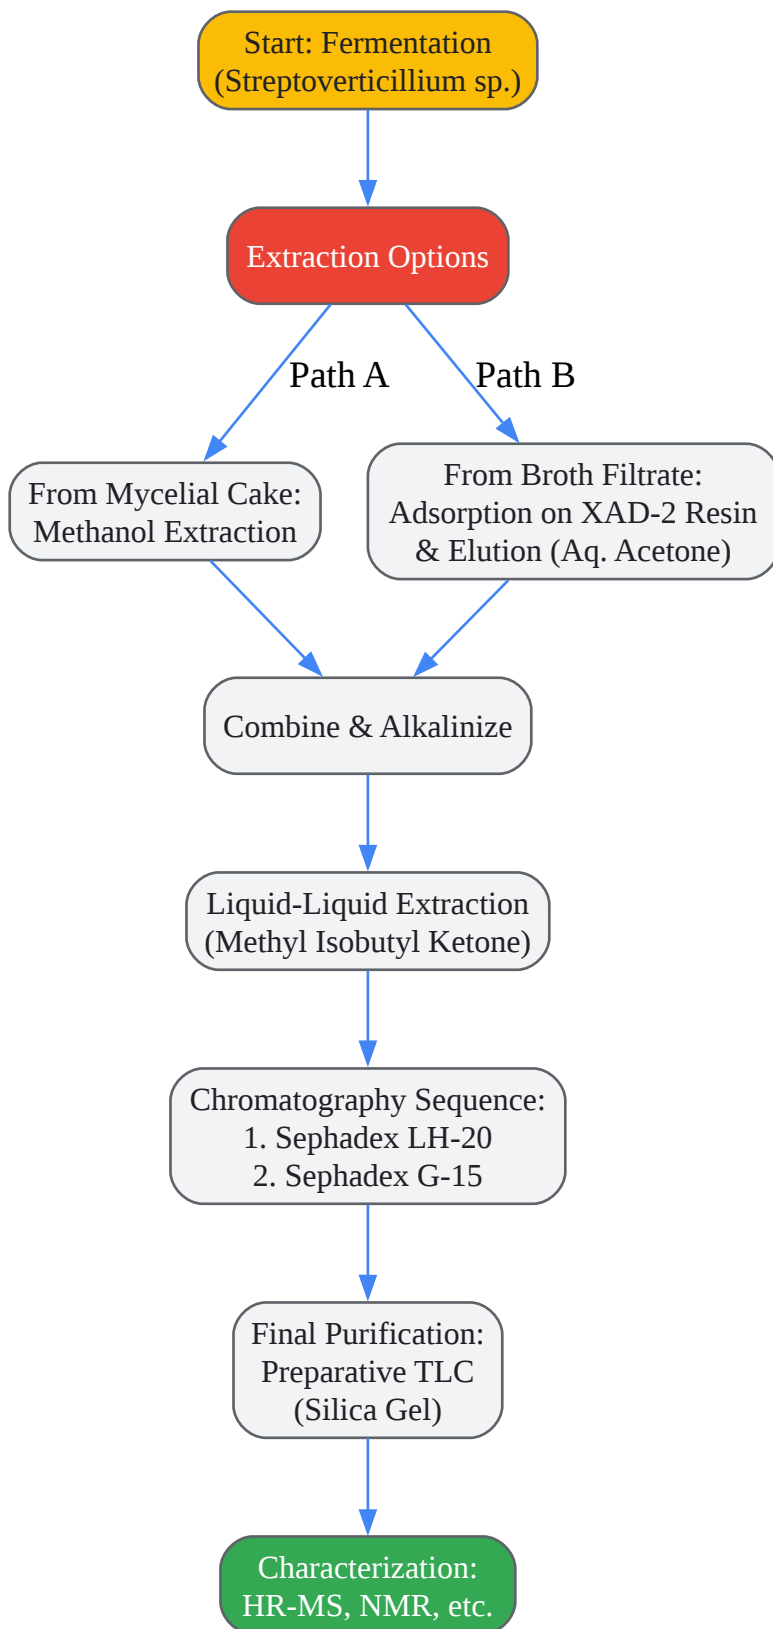 Start: Fermentation
(Streptoverticillium sp.)
Extraction Options
Path A
Path B
From Mycelial Cake:
Methanol Extraction
From Broth Filtrate:
Adsorption on XAD-2 Resin
& Elution (Aq. Acetone)
Combine & Alkalinize
Liquid-Liquid Extraction
(Methyl Isobutyl Ketone)
Chromatography Sequence:
1. Sephadex LH-20
2. Sephadex G-15
Final Purification:
Preparative TLC
(Silica Gel)
Characterization:
HR-MS, NMR, etc.